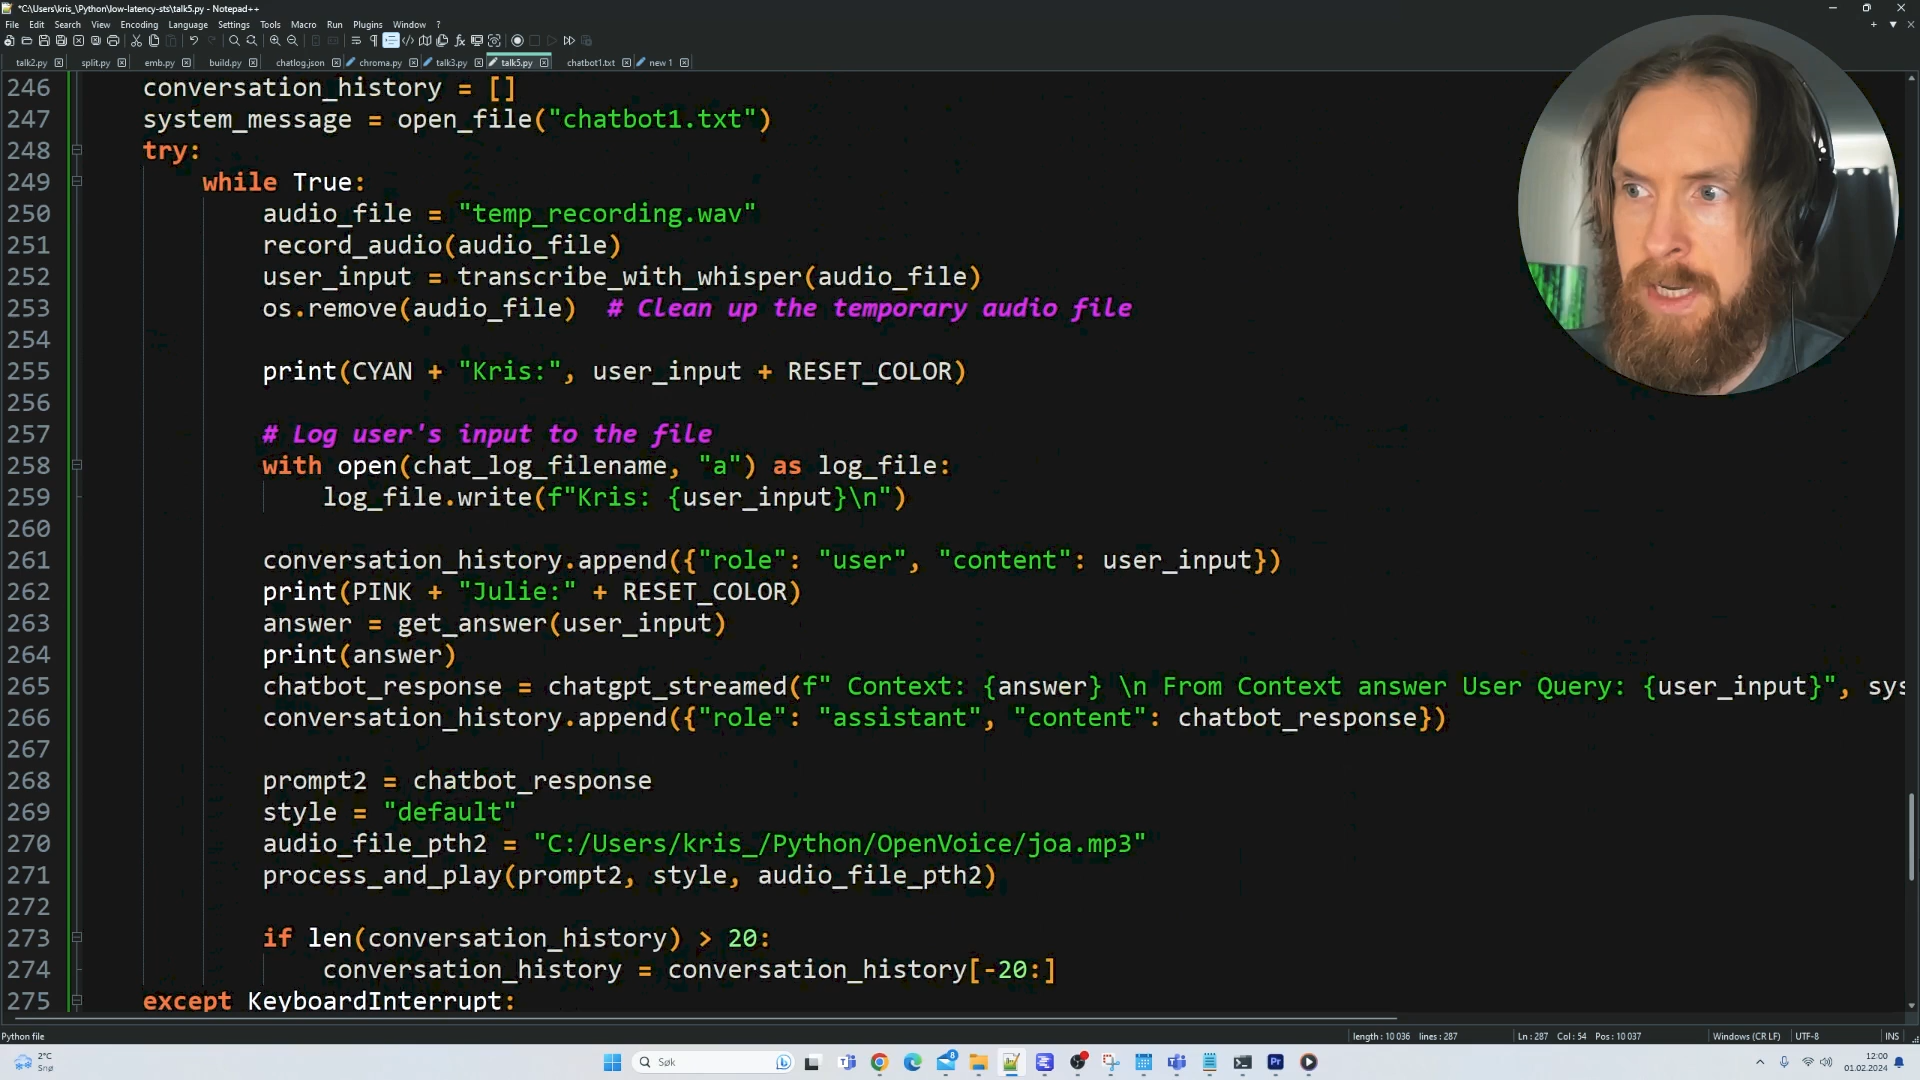 *C:\Users\kris_\Python\low-latency-sts\talk5.py - Notepad++
File Edit Search View Encoding Language Settings Tools Macro Run Plugins Window ?
talk2.py split.py emb.py build.py chatlog.json chroma.py talk3.py talk5.py chatbot1.txt new 1
246 conversation_history = []
247 system_message = open_file("chatbot1.txt")
248 try:
249 while True:
250 audio_file = "temp_recording.wav"
251 record_audio(audio_file)
252 user_input = transcribe_with_whisper(audio_file)
253 os.remove(audio_file)  # Clean up the temporary audio file
254
255 print(CYAN + "Kris:", user_input + RESET_COLOR)
256
257 # Log user's input to the file
258 with open(chat_log_filename, "a") as log_file:
259 log_file.write(f"Kris: {user_input}\n")
260
261 conversation_history.append({"role": "user", "content": user_input})
262 print(PINK + "Julie:" + RESET_COLOR)
263 answer = get_answer(user_input)
264 print(answer)
265 chatbot_response = chatgpt_streamed(f" Context: {answer} \n From Context answer User Query: {user_input}", sys
266 conversation_history.append({"role": "assistant", "content": chatbot_response})
267
268 prompt2 = chatbot_response
269 style = "default"
270 audio_file_pth2 = "C:/Users/kris_/Python/OpenVoice/joa.mp3"
271 process_and_play(prompt2, style, audio_file_pth2)
272
273 if len(conversation_history) > 20:
274 conversation_history = conversation_history[-20:]
275 except KeyboardInterrupt:
Python file length : 10 036 lines : 287 Ln : 287 Col : 54 Pos : 10 037 Windows (CR LF) UTF-8 INS
2°C
Snø
Søk
12:00
01.02.2024